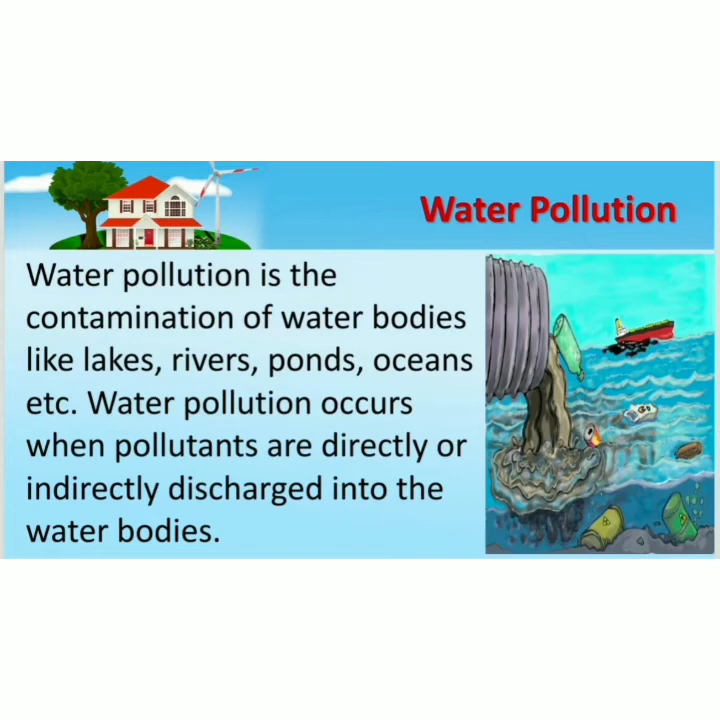 Water Pollution
Water pollution is the
contamination of water bodies
like lakes, rivers, ponds, oceans
etc. Water pollution occurs
when pollutants are directly or
indirectly discharged into the
water bodies.